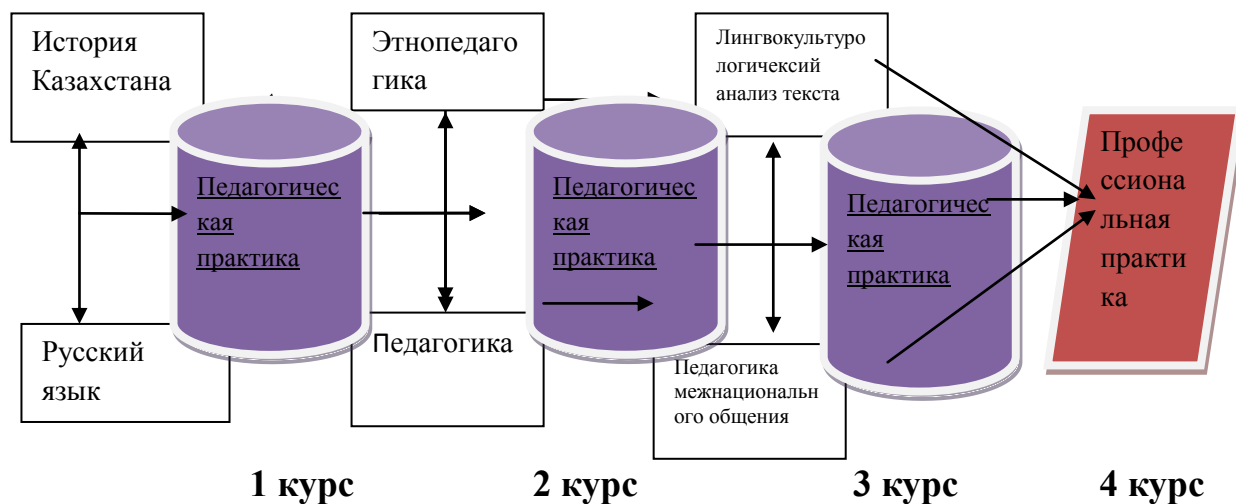 История
Казахстана
Русский
язык
Педагогичес
кая
практика
Этнопедаго
гика
Педагогика
Педагогичес
кая
практика
Лингвокультуро
логичексий
анализ текста
Педагогика
межнациональн
ого общения
Педагогичес
кая
практика
Профе
ссиона
льная
практи
ка
1 курс
2 курс
3 курс
4 курс